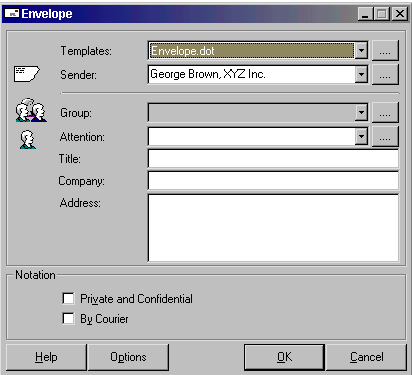 Envelope
Templates: Envelope.dot ....
Sender: George Brown, XYZ Inc. ....
Group: ....
Attention: ....
Title:
Company:
Address:
Notation
Private and Confidential
By Courier
Help Options OK Cancel